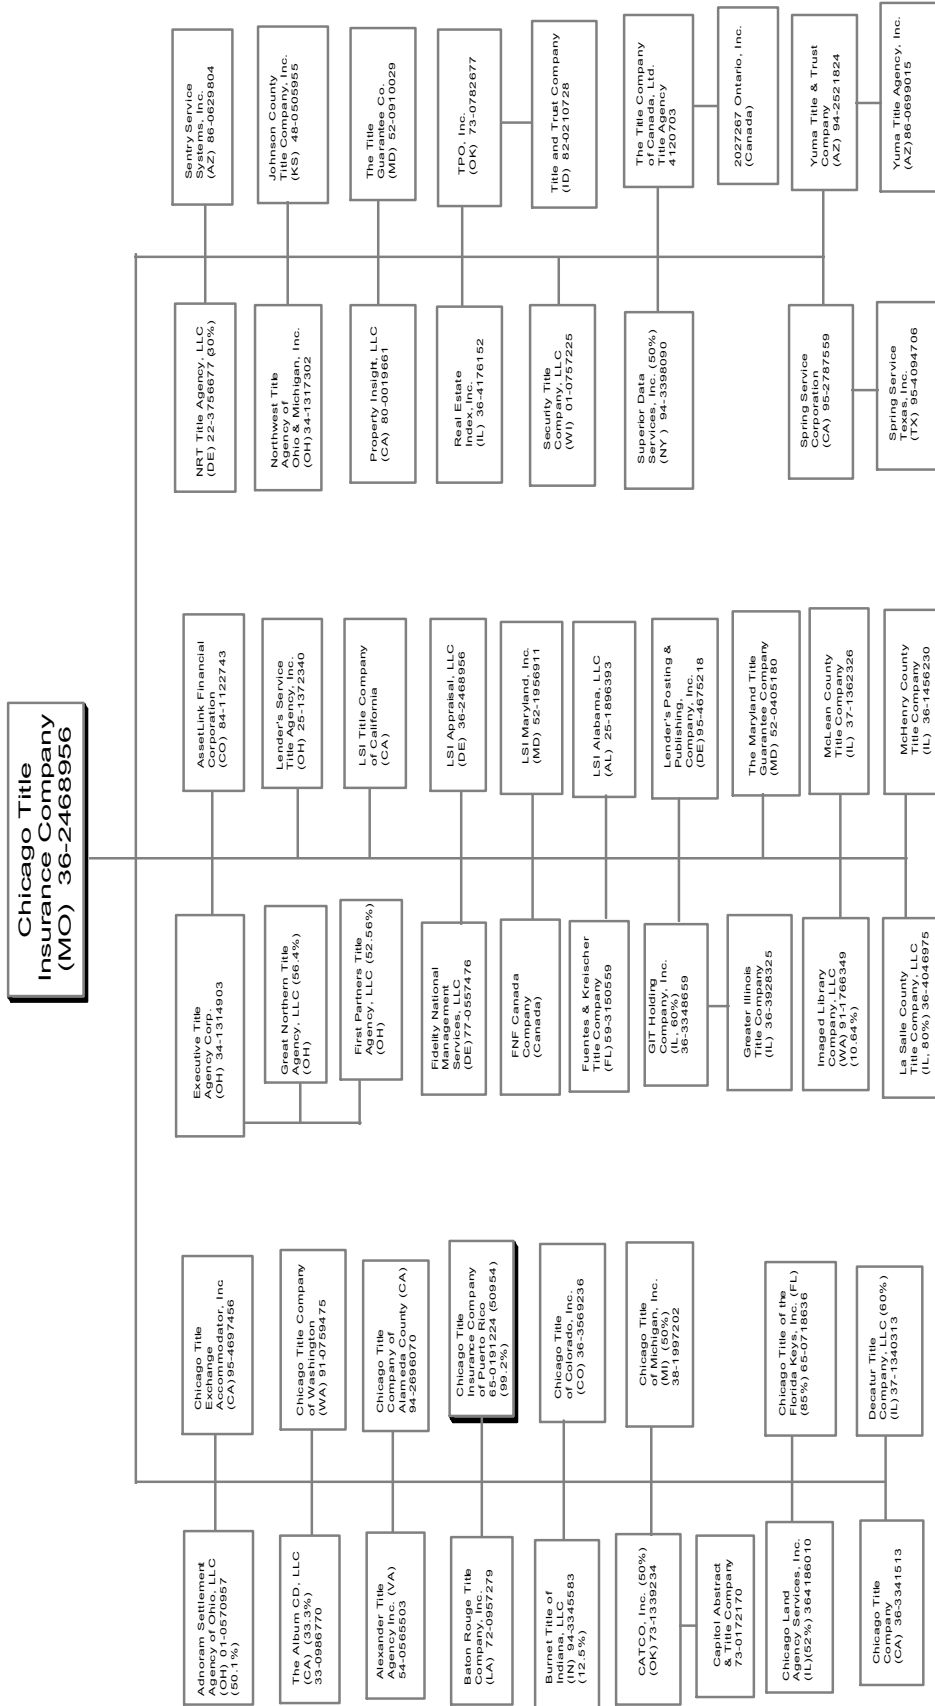 Chicago Title
Insurance Company
(MO) 36-2468956
Adnoram Settlement
Agency of Ohio, LLC
(OH) 01-0570957
(50.1%)
Chicago Title
Exchange
Accommodator, Inc
(CA)95-4697456
The Album CD, LLC
(CA) (33.3%)
33-0986770
Chicago Title Company
of Washington
(WA) 91-0759475
Alexander Title
Agency Inc. (VA)
54-0565503
Chicago Title
Company of
Alameda County (CA)
94-2696070
Baton Rouge Title
Company, Inc.
(LA) 72-0957279
Chicago Title
Insurance Company
of Puerto Rico
65-0191224 (50954)
(99.2%)
Burnet Title of
Indiana, LLC
(IN) 94-3345583
(12.5%)
Chicago Title
of Colorado, Inc.
(CO) 36-3569236
CATCO, Inc. (50%)
(OK)73-1339234
Chicago Title
of Michigan, Inc.
(MI) (50%)
38-1997202
Capitol Abstract
& Title Company
73-0172170
Chicago Land
Agency Services, Inc.
(IL)(52%) 364186010
Chicago Title of the
Florida Keys, Inc. (FL)
(85%) 65-0718636
Chicago Title
Company
(CA) 36-3341513
Decatur Title
Company, LLC (60%)
(IL)37-1340313
Executive Title
Agency Corp.
(OH) 34-1314903
AssetLink Financial
Corporation
(CO) 84-1122743
Great Northern Title
Agency, LLC (56.4%)
(OH)
Lender's Service
Title Agency, Inc.
(OH) 25-1372340
First Partners Title
Agency, LLC (52.56%)
(OH)
LSI Title Company
of California
(CA)
Fidelity National
Management
Services, LLC
(DE)77-0557476
LSI Appraisal, LLC
(DE) 36-2468956
FNF Canada
Company
(Canada)
LSI Maryland, Inc.
(MD) 52-1956911
Fuentes & Kreischer
Title Company
(FL)59-3150559
LSI Alabama, LLC
(AL) 25-1896393
GIT Holding
Company, Inc.
(IL, 60%)
36-3348659
Lender's Posting &
Publishing,
Company, Inc.
(DE)95-4675218
Greater Illinois
Title Company
(IL) 36-3928325
The Maryland Title
Guarantee Company
(MD) 52-0405180
Imaged Library
Company, LLC
(WA) 91-1766349
(10.64%)
McLean County
Title Company
(IL) 37-1362326
La Salle County
Title Company, LLC
(IL, 80%) 36-4046975
McHenry County
Title Company
(IL) 36-1456230
NRT Title Agency, LLC
(DE) 22-3756677 (30%)
Sentry Service
Systems, Inc.
(AZ) 86-0629804
Northwest Title
Agency of
Ohio & Michigan, Inc.
(OH)34-1317302
Johnson County
Title Company, Inc.
(KS) 48-0505955
Property Insight, LLC
(CA) 80-0019661
The Title
Guarantee Co.
(MD) 52-0910029
Real Estate
Index, Inc.
(IL) 36-4176152
TPO, Inc.
(OK) 73-0782677
Security Title
Company, LLC
(WI) 01-0757225
Title and Trust Company
(ID) 82-0210728
Superior Data
Services, Inc. (50%)
(NY ) 94-3398090
The Title Company
of Canada, Ltd.
Title Agency
4120703
2027267 Ontario, Inc.
(Canada)
Spring Service
Corporation
(CA) 95-2787559
Yuma Title & Trust
Company
(AZ) 94-2521824
Spring Service
Texas, Inc.
(TX) 95-4094706
Yuma Title Agency, Inc.
(AZ)86-0699015